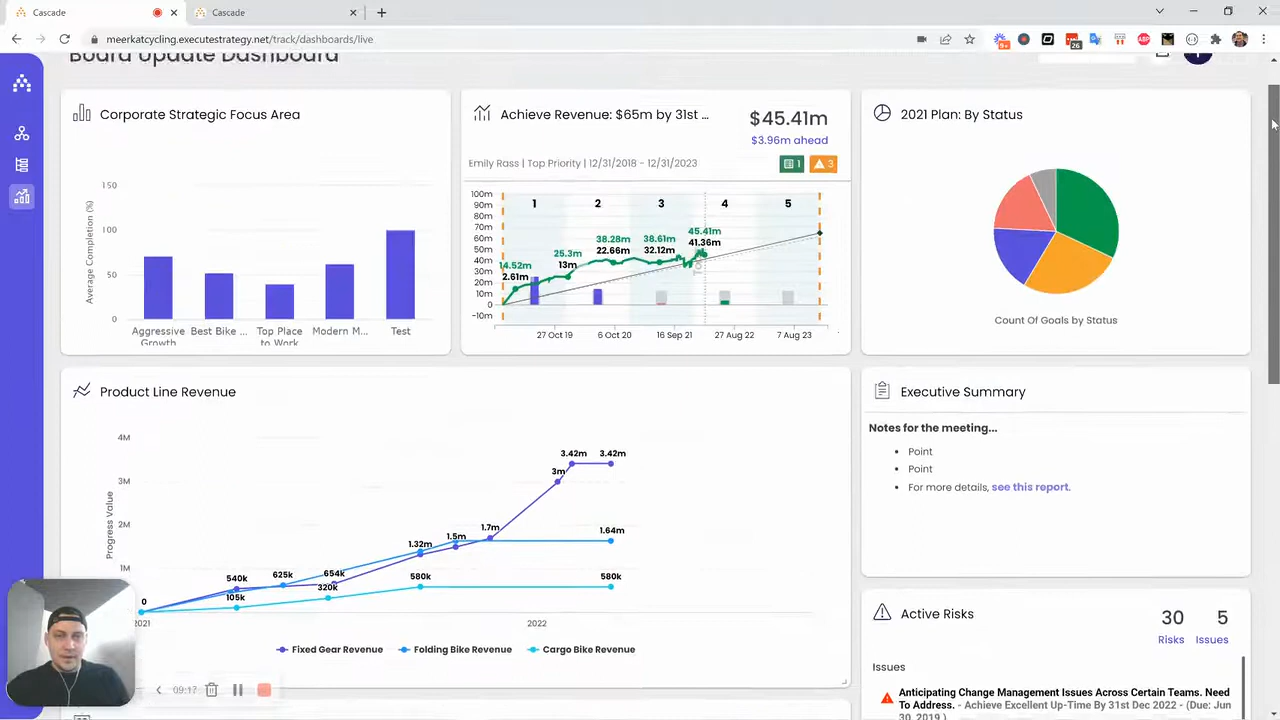 Cascade
Cascade
meerkatcycling.executestrategy.net/track/dashboards/live
9+
26
ABP
Board Update Dashboard
Corporate Strategic Focus Area
Average Completion (%)
150
100
50
0
Aggressive Growth
Best Bike ...
Top Place to Work
Modern M...
Test
Achieve Revenue: $65m by 31st ...
$45.41m
$3.96m ahead
Emily Rass | Top Priority | 12/31/2018 - 12/31/2023
1
3
100m
90m
80m
70m
60m
50m
40m
30m
20m
10m
0
-10m
1
2
3
4
5
14.52m
2.61m
25.3m
13m
38.28m
22.66m
38.61m
32.12m
45.41m
41.36m
27 Oct 19
6 Oct 20
16 Sep 21
27 Aug 22
7 Aug 23
2021 Plan: By Status
Count Of Goals by Status
Product Line Revenue
Progress Value
4M
3M
2M
1M
0
540k
105k
625k
654k
320k
1.32m
580k
1.5m
1.7m
3m
3.42m
3.42m
1.64m
580k
2021
2022
Fixed Gear Revenue
Folding Bike Revenue
Cargo Bike Revenue
Executive Summary
Notes for the meeting...
• Point
• Point
• For more details, see this report.
Active Risks
30
Risks
5
Issues
Issues
Anticipating Change Management Issues Across Certain Teams. Need
To Address. - Achieve Excellent Up-Time By 31st Dec 2022 - (Due: Jun
30, 2019 )
09:17